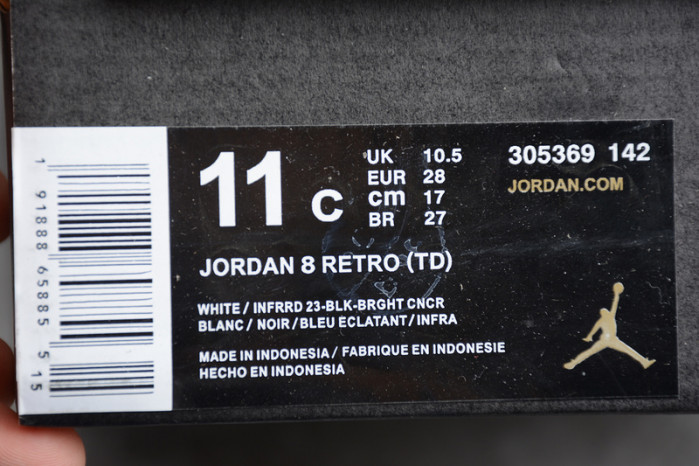 1 91888 65885 5 15
11 C
UK 10.5
EUR 28
cm 17
BR 27
305369 142
JORDAN.COM
JORDAN 8 RETRO (TD)
WHITE / INFRRD 23-BLK-BRGHT CNCR
BLANC / NOIR / BLEU ECLATANT / INFRA
MADE IN INDONESIA / FABRIQUE EN INDONESIE
HECHO EN INDONESIA